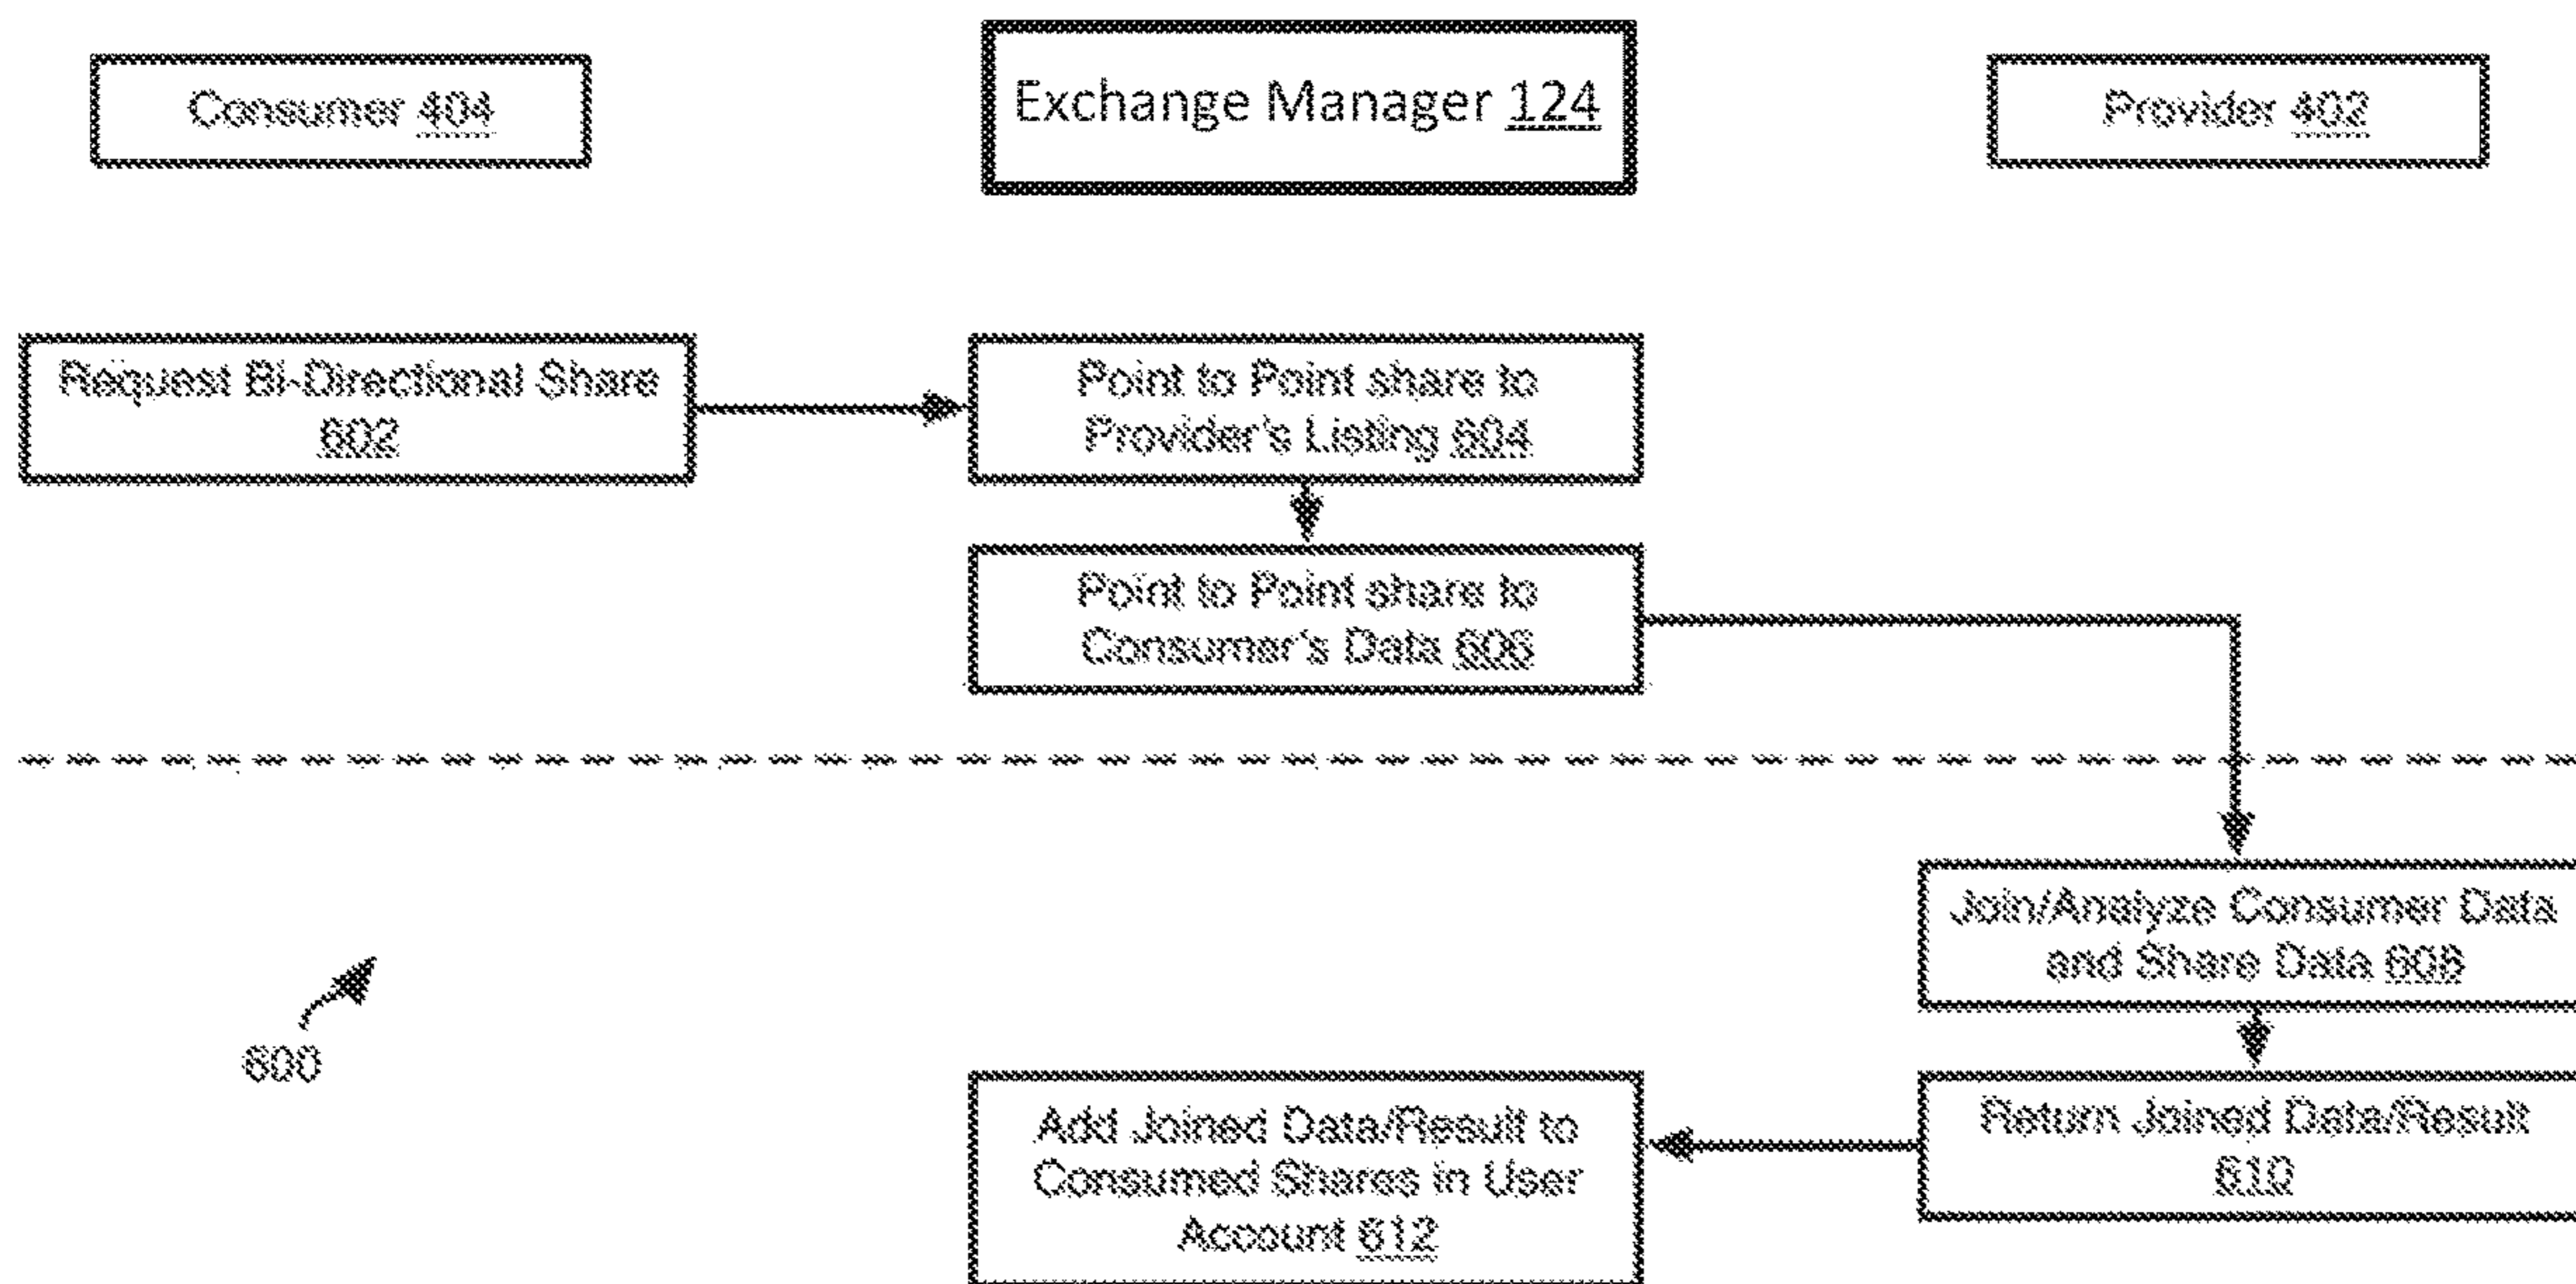 Consumer 404
Exchange Manager 124
Provider 402
Request Bi-Directional Share
602
Point to Point share to
Provider's Listing 604
Point to Point share to
Consumer's Data 606
Join/Analyze Consumer Data
and Share Data 608
600
Return Joined Data/Result
610
Add Joined Data/Result to
Consumed Shares in User
Account 612